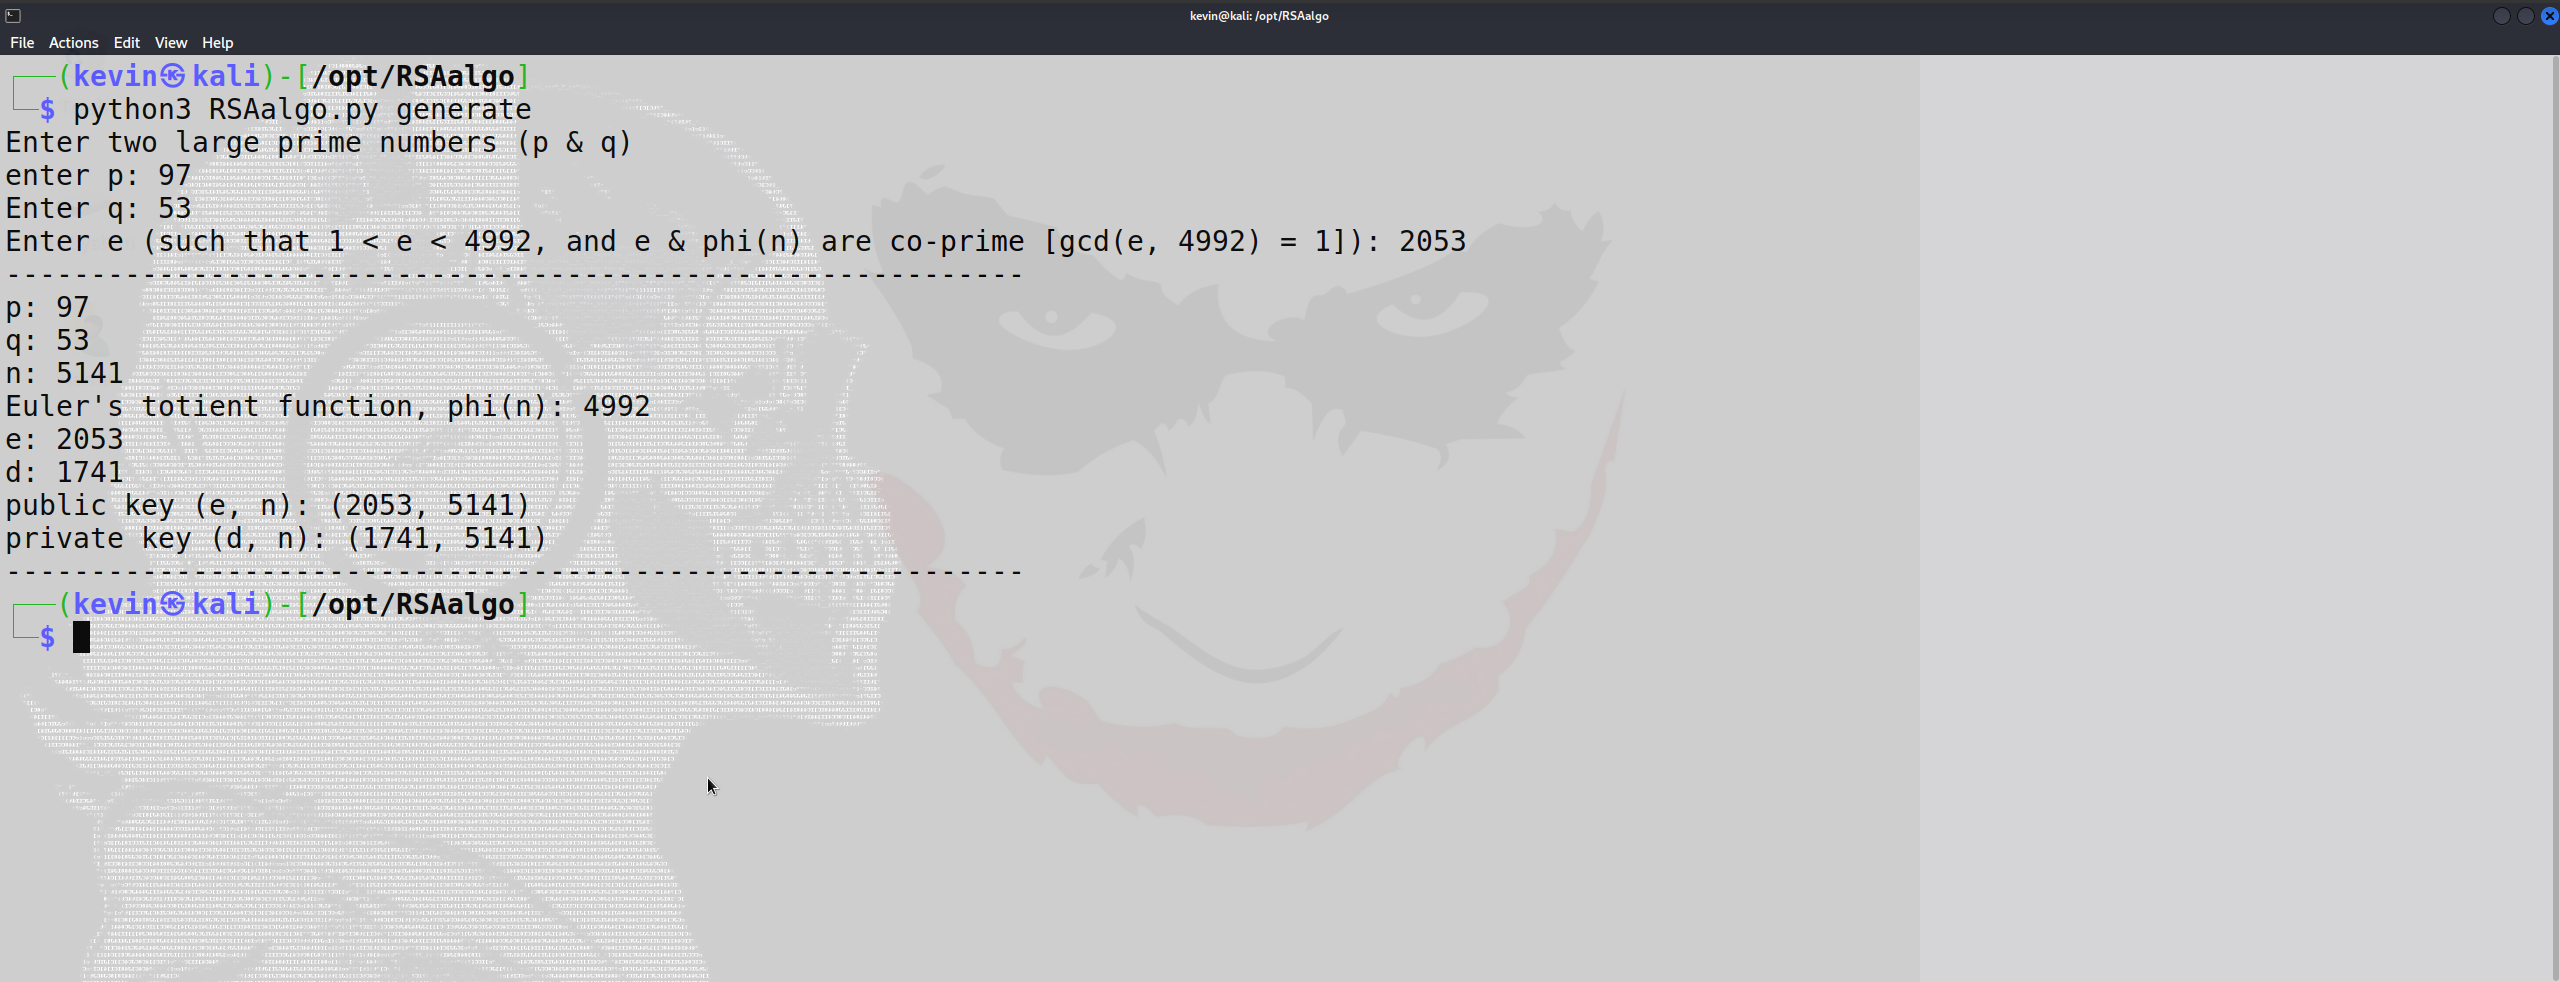 kevin@kali: /opt/RSAalgo
File Actions Edit View Help
(kevin㉿kali)-[/opt/RSAalgo]
$ python3 RSAalgo.py generate
Enter two large prime numbers (p & q)
enter p: 97
Enter q: 53
Enter e (such that 1 < e < 4992, and e & phi(n) are co-prime [gcd(e, 4992) = 1]): 2053
------------------------------------------------------------
p: 97
q: 53
n: 5141
Euler's totient function, phi(n): 4992
e: 2053
d: 1741
public key (e, n): (2053, 5141)
private key (d, n): (1741, 5141)
------------------------------------------------------------
(kevin㉿kali)-[/opt/RSAalgo]
$